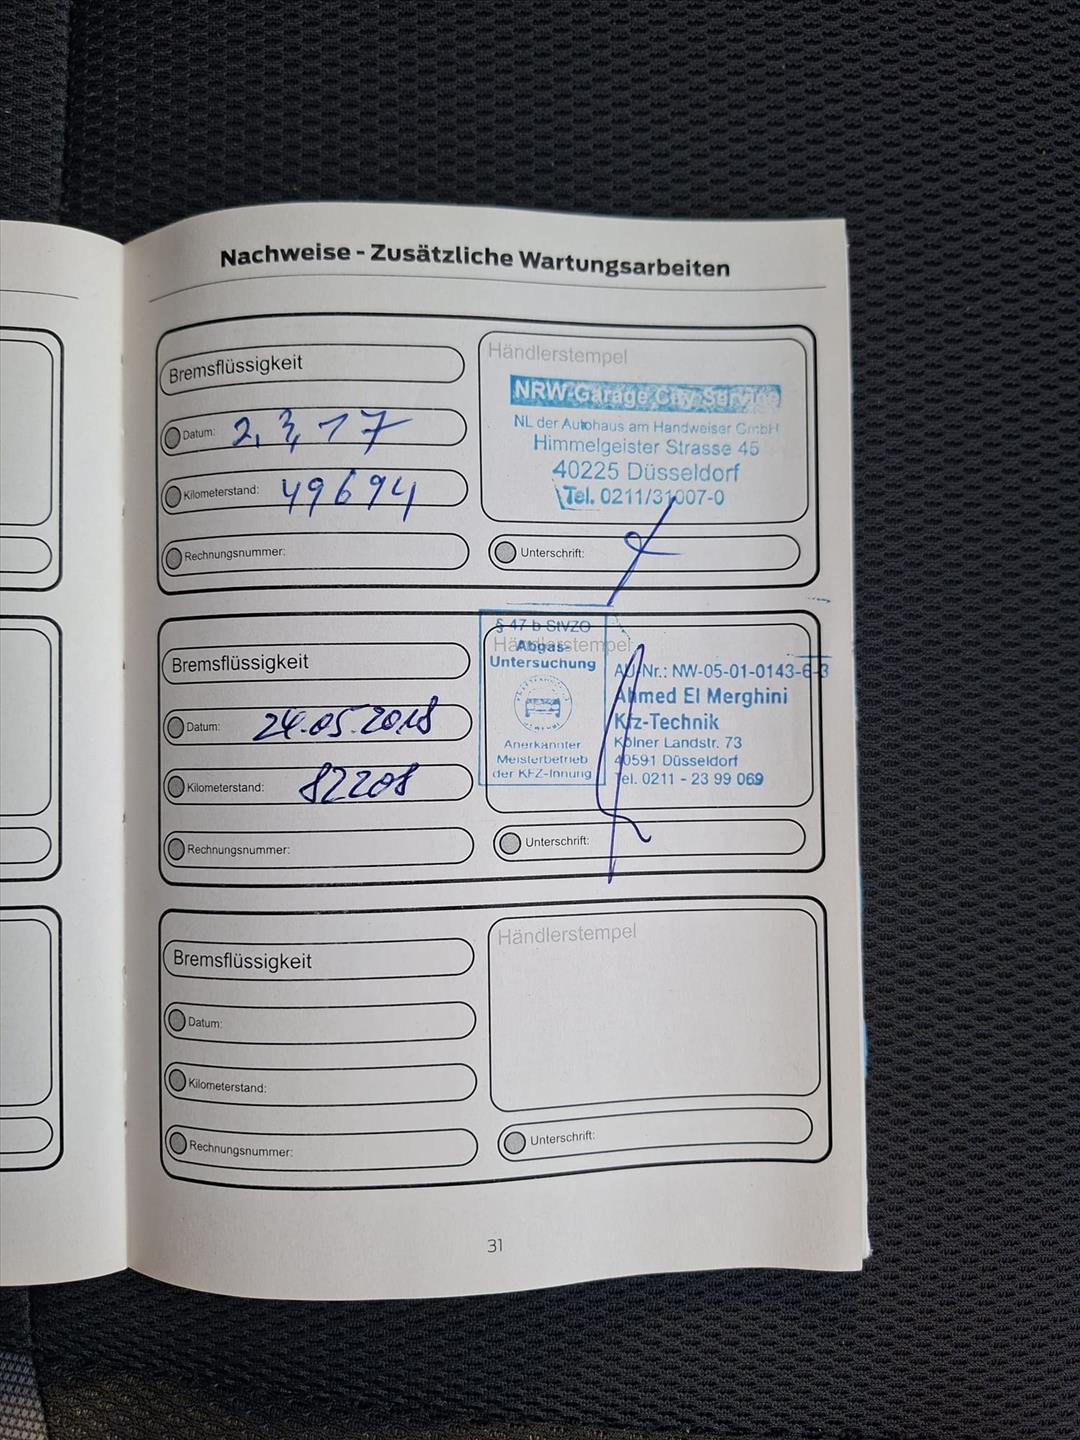 Nachweise - Zusätzliche Wartungsarbeiten
Bremsflüssigkeit
Datum: 2,3,17
Kilometerstand: 49694
Rechnungsnummer:
Händlerstempel
NRW-Garage City Service
NL der Autohaus am Handweiser GmbH
Himmelgeister Strasse 45
40225 Düsseldorf
Tel. 0211/31007-0
Unterschrift:
Bremsflüssigkeit
Datum: 24.05.2018
Kilometerstand: 82208
Rechnungsnummer:
Händlerstempel
§ 47 b StVZO
Abgas-
Untersuchung
Anerkannter
Meisterbetrieb
der KFZ-Innung
AU-Nr.: NW-05-01-0143-6-3
Ahmed El Merghini
Kfz-Technik
Kölner Landstr. 73
40591 Düsseldorf
Tel. 0211 - 23 99 069
Unterschrift:
Bremsflüssigkeit
Datum:
Kilometerstand:
Rechnungsnummer:
Händlerstempel
Unterschrift:
31